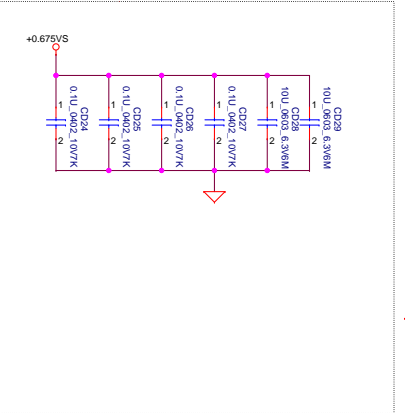 +0.675VS
1
2
CD24
0.1U_0402_10V7K
1
2
CD25
0.1U_0402_10V7K
1
2
CD26
0.1U_0402_10V7K
1
2
CD27
0.1U_0402_10V7K
1
2
CD28
10U_0603_6.3V6M
1
2
CD29
10U_0603_6.3V6M